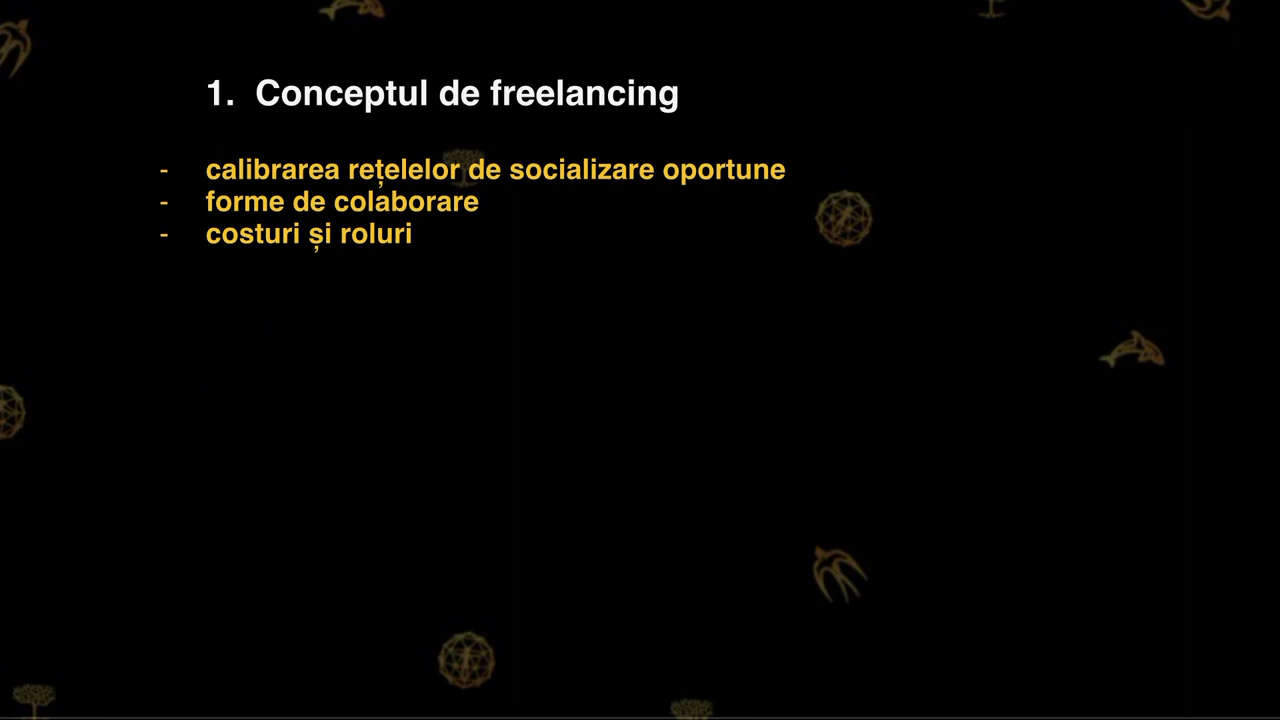 1. Conceptul de freelancing
- calibrarea rețelelor de socializare oportune
- forme de colaborare
- costuri și roluri